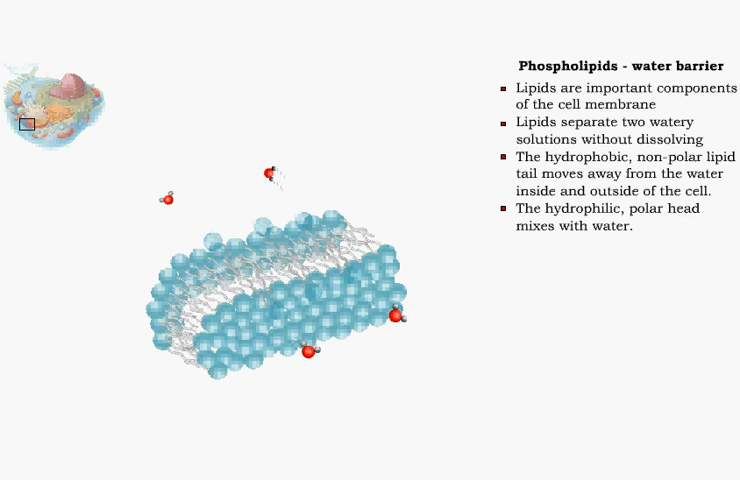 Phospholipids - water barrier
Lipids are important components
of the cell membrane
Lipids separate two watery
solutions without dissolving
The hydrophobic, non-polar lipid
tail moves away from the water
inside and outside of the cell.
The hydrophilic, polar head
mixes with water.